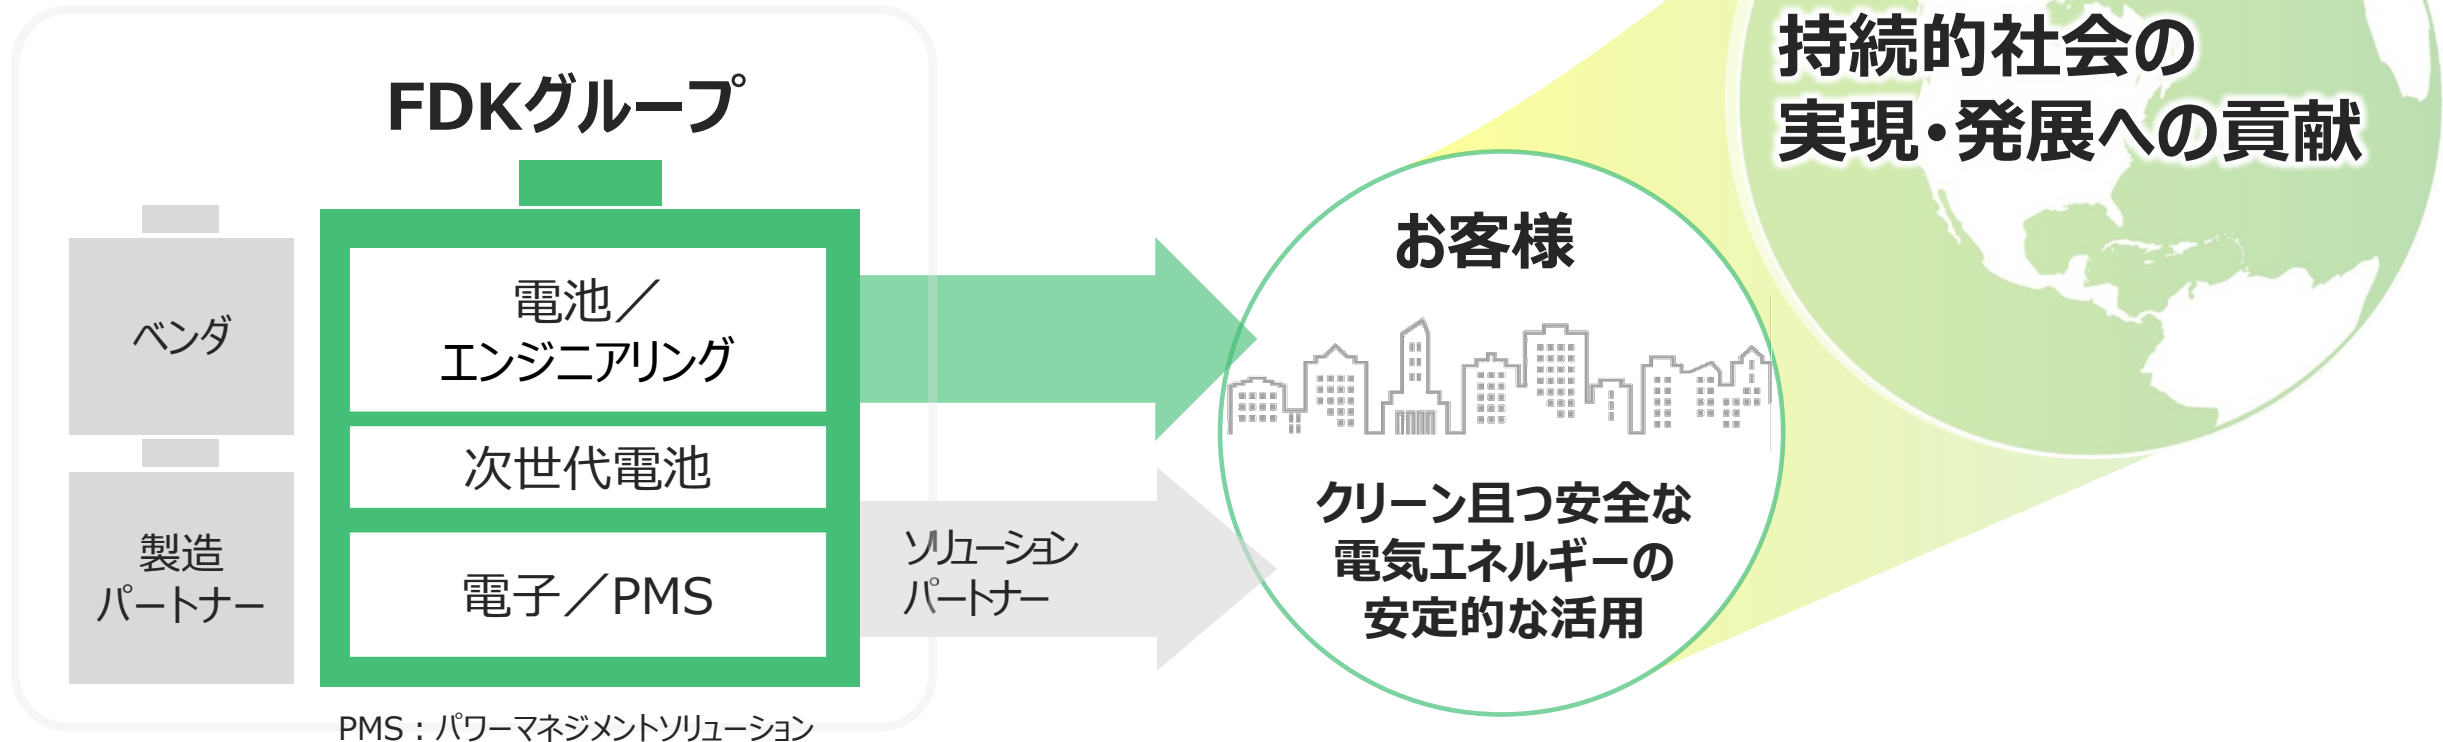 FDKグループ
ベンダ
製造
パートナー
電池／
エンジニアリング
次世代電池
電子／PMS
PMS：パワーマネジメントソリューション
ソリューション
パートナー
お客様
クリーン且つ安全な
電気エネルギーの
安定的な活用
持続的社会の
実現・発展への貢献